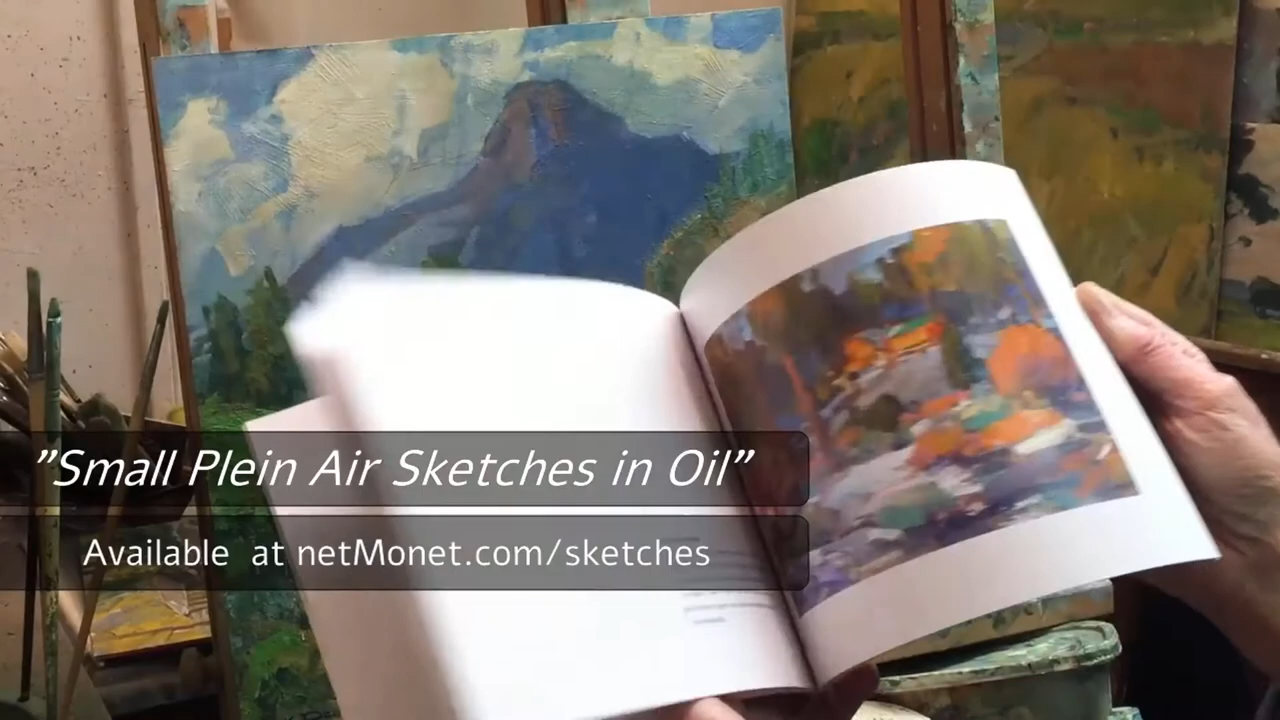 ”Small Plein Air Sketches in Oil”
Available at netMonet.com/sketches